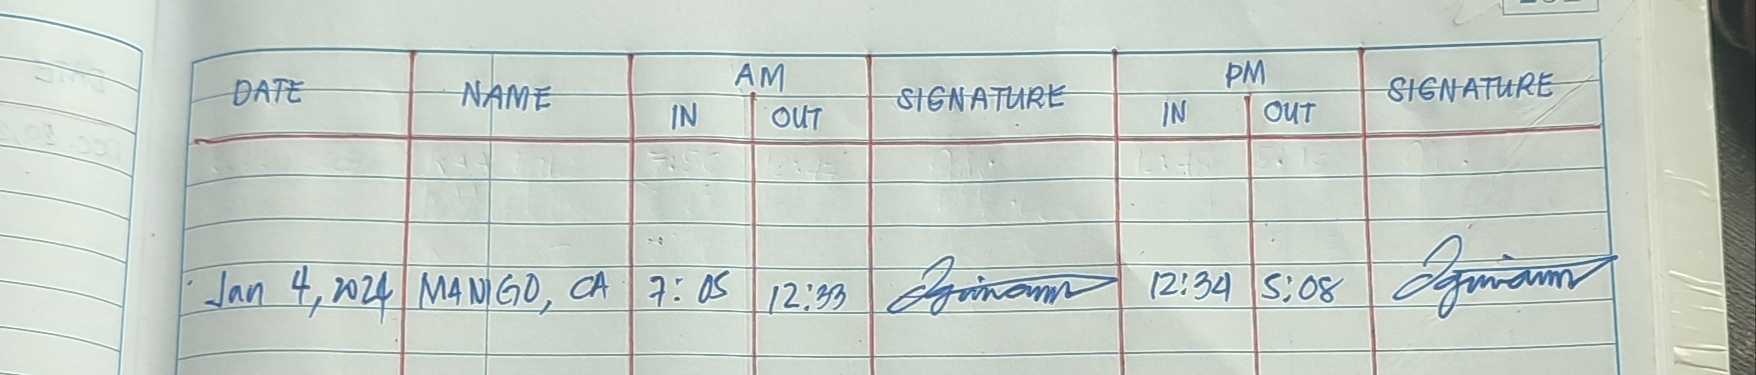 DATE NAME AM SIGNATURE PM SIGNATURE
IN OUT IN OUT
Jan 4, 2024 MANIGO, CA 7:05 12:33 12:34 5:08